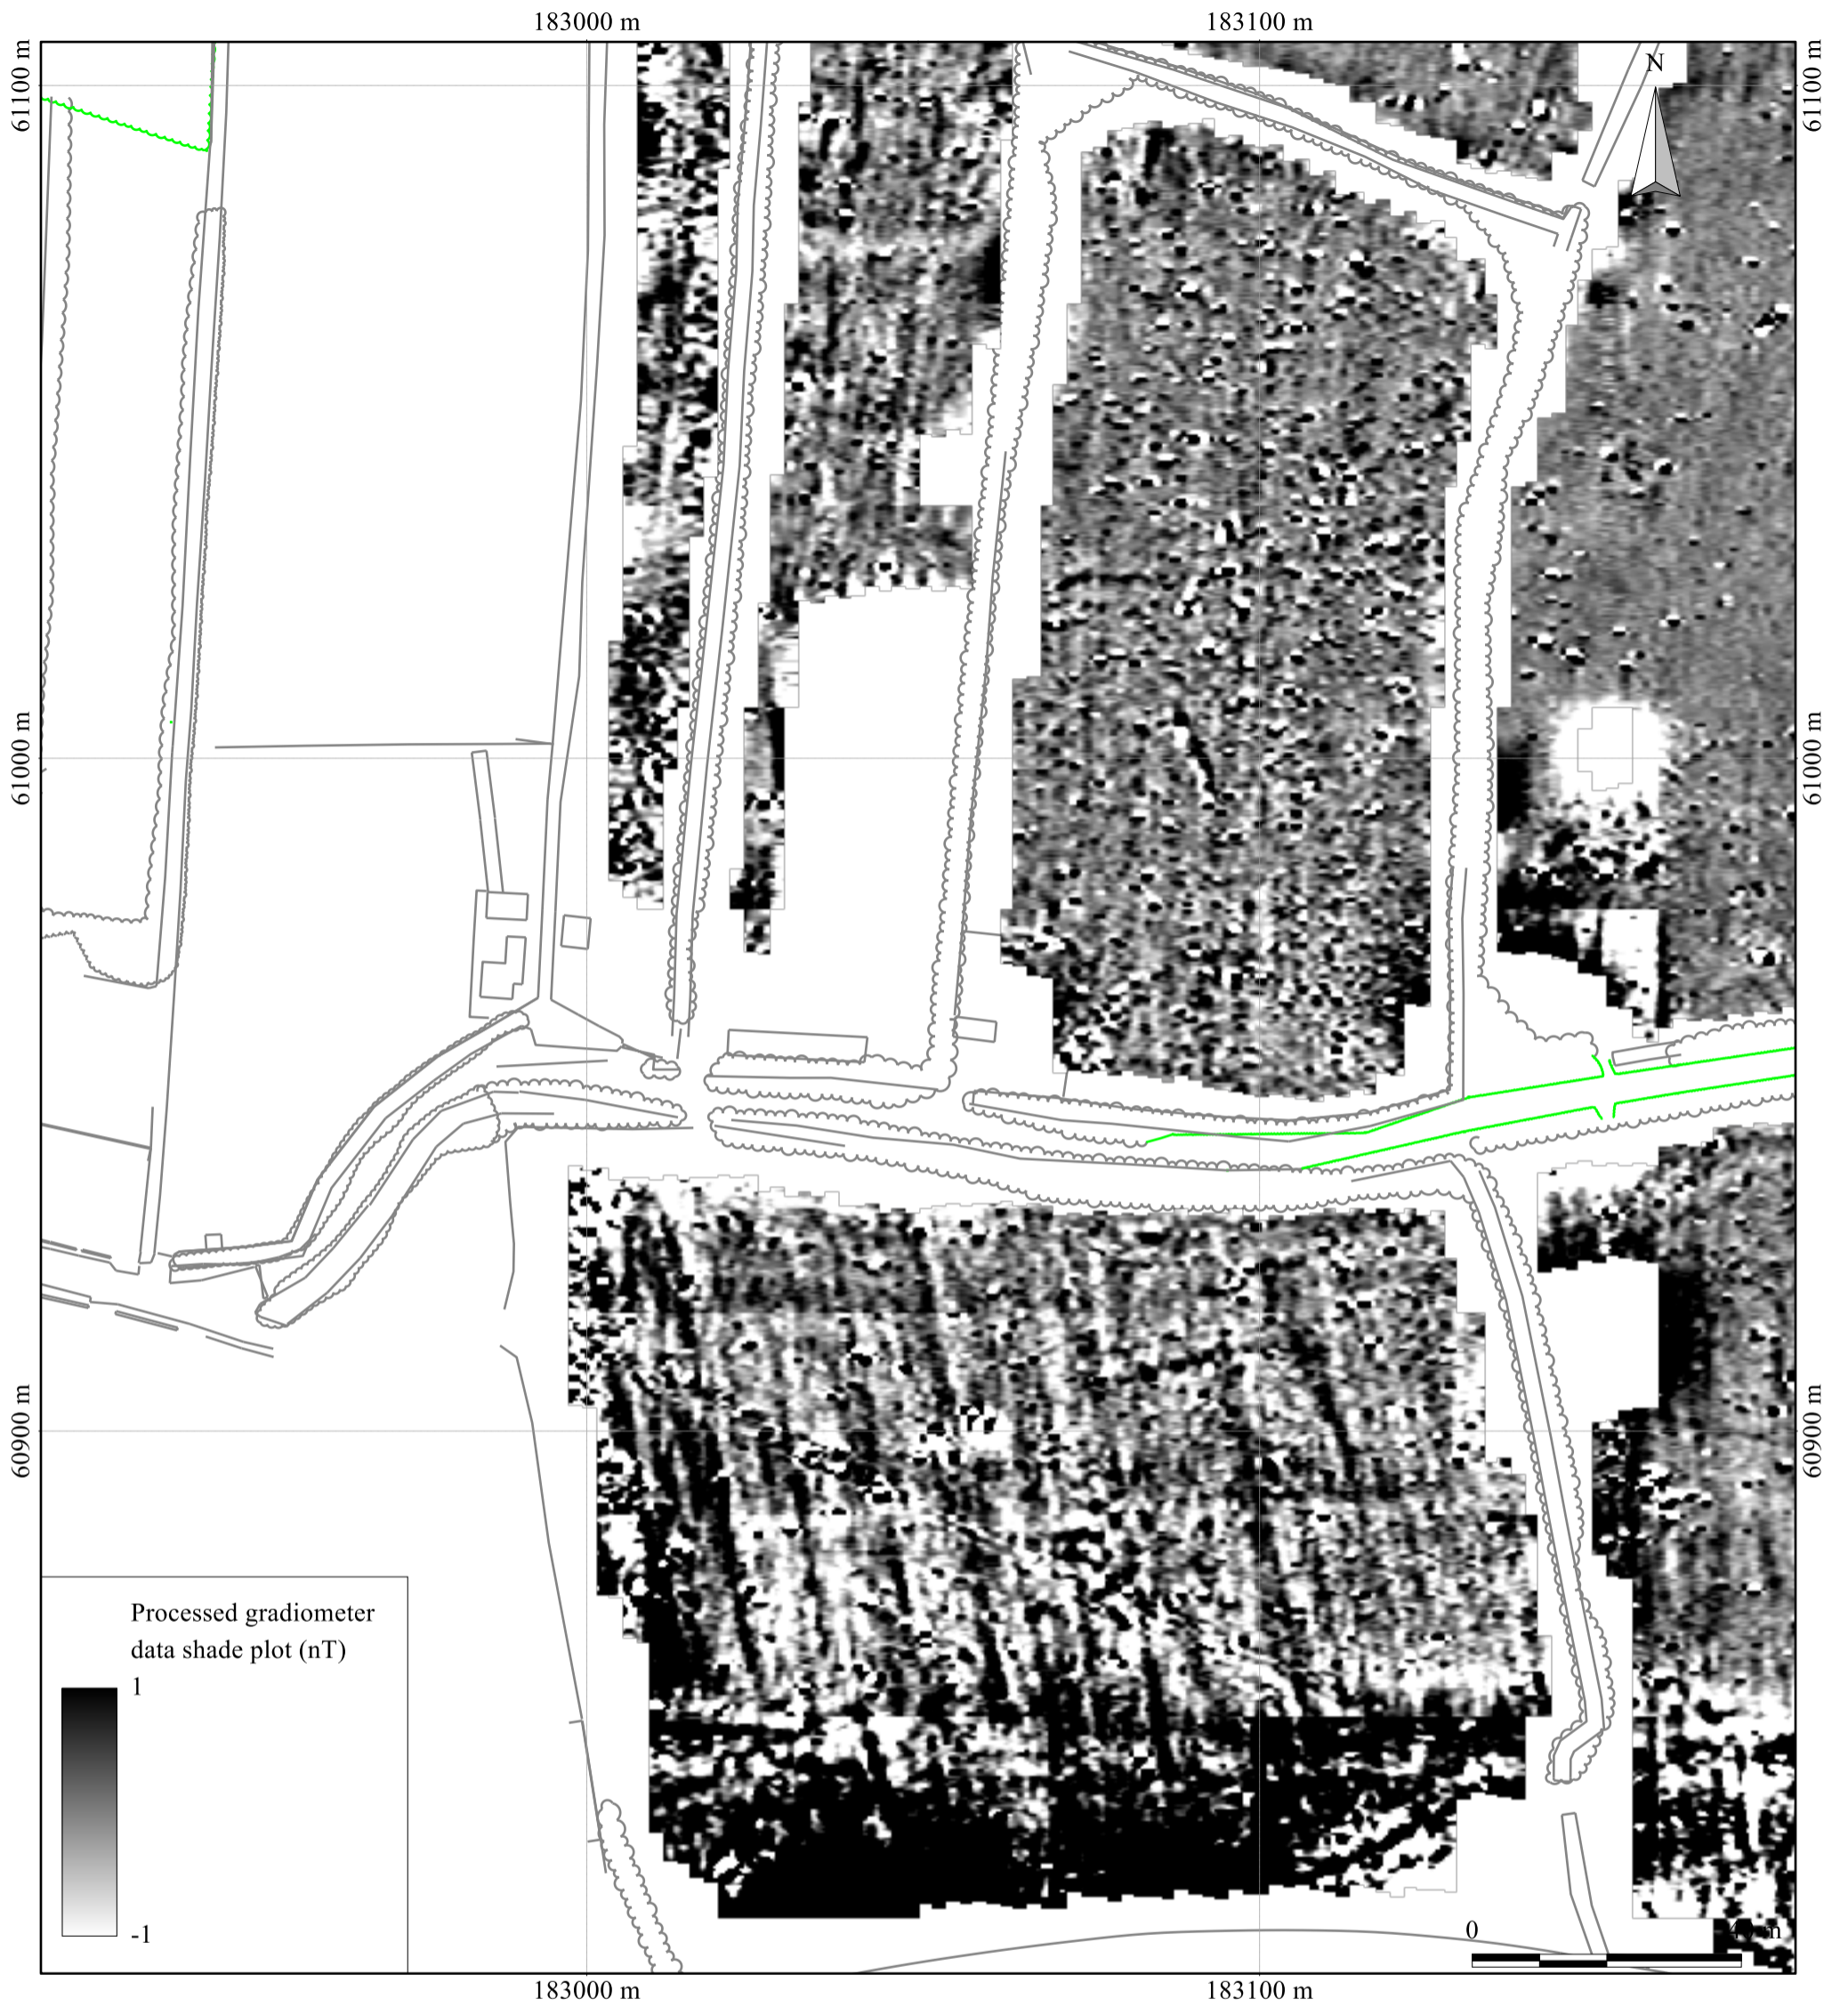 183000 m
183100 m
61100 m
61100 m
N
61000 m
61000 m
60900 m
60900 m
Processed gradiometer
data shade plot (nT)
1
-1
0
183000 m
183100 m